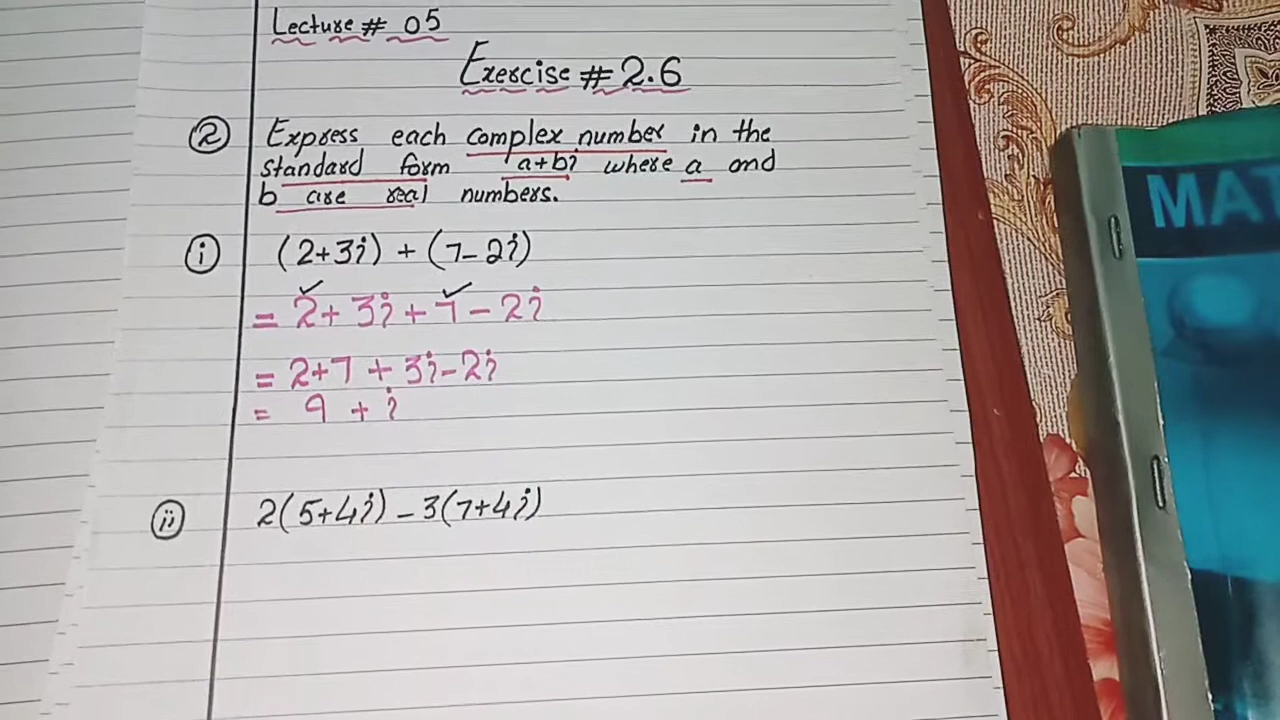 Lecture # 05
Exercise # 2.6
② Express each complex number in the
standard form a+bi where a and
b are real numbers.
ⓘ (2+3i) + (7-2i)
= 2+3i+7-2i
= 2+7+3i-2i
= 9+i
ⅱ 2(5+4i)-3(7+4i)
MAT